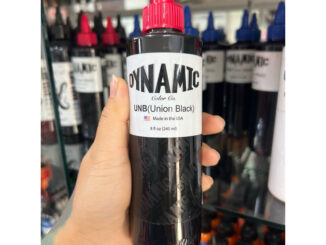 DYNAMIC
Color Co.
UNB(Union Black)
Made in the USA
8 fl oz (240 ml)